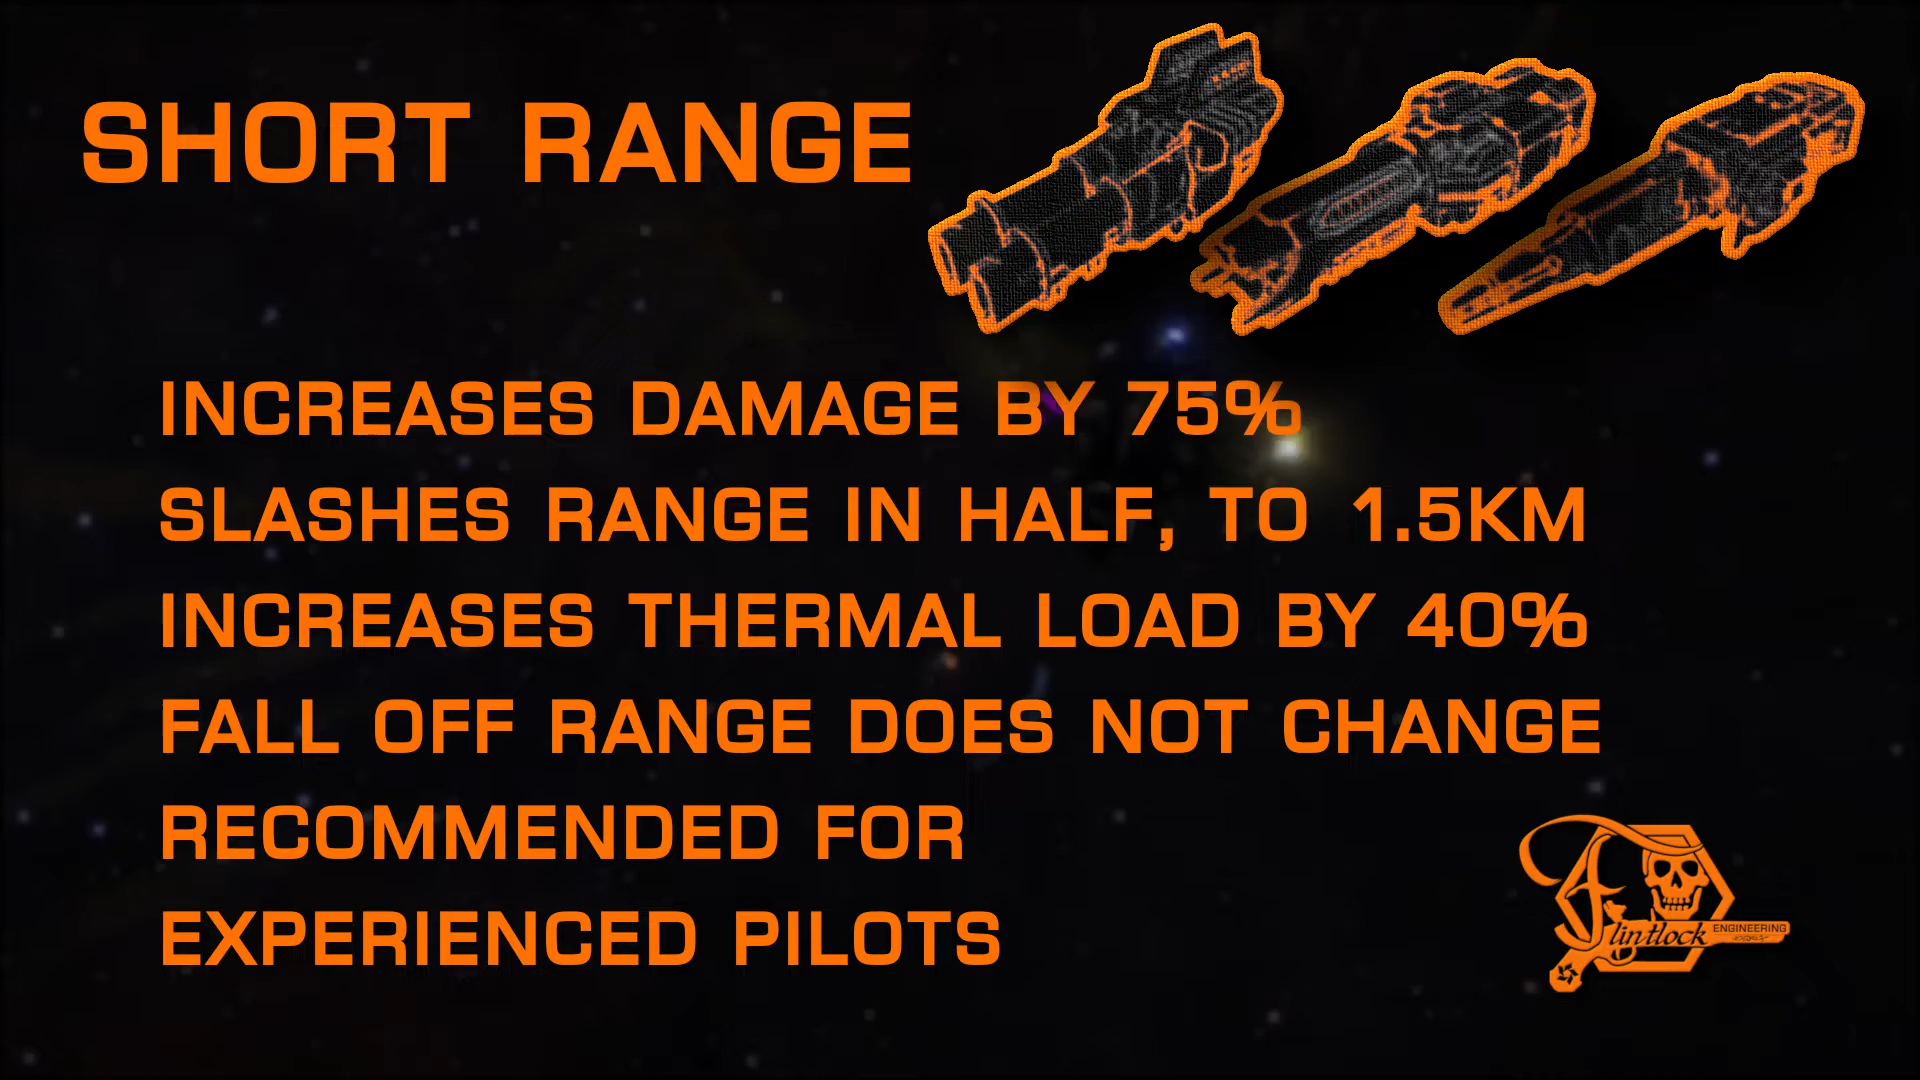 SHORT RANGE
INCREASES DAMAGE BY 75%
SLASHES RANGE IN HALF, TO 1.5KM
INCREASES THERMAL LOAD BY 40%
FALL OFF RANGE DOES NOT CHANGE
RECOMMENDED FOR
EXPERIENCED PILOTS
Flintlock ENGINEERING